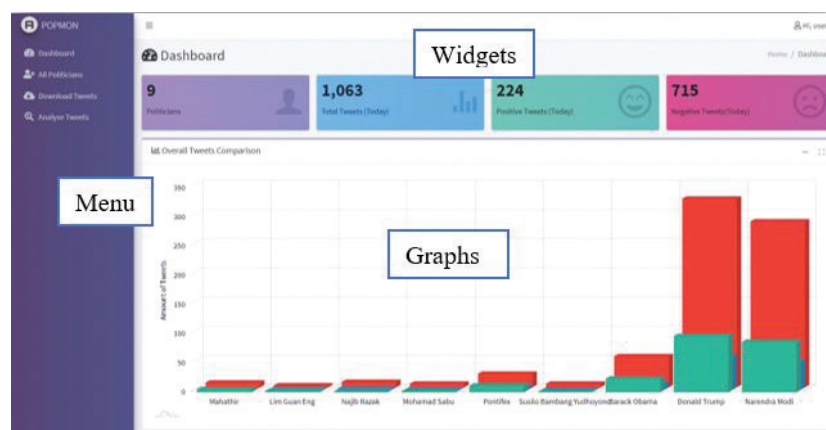 POPMON
Hi, user
Dashboard
All Politicians
Download Tweets
Analyse Tweets
Dashboard
Home / Dashboard
Widgets
9
Politicians
1,063
Total Tweets (Today)
224
Positive Tweets (Today)
715
Negative Tweets(Today)
Overall Tweets Comparison
Menu
Graphs
Amount of Tweets
350
300
250
200
150
100
50
0
Mahathir
Lim Guan Eng
Najib Razak
Mohamad Sabu
Pontifex
Susilo Bambang Yudhoyono
Barack Obama
Donald Trump
Narendra Modi